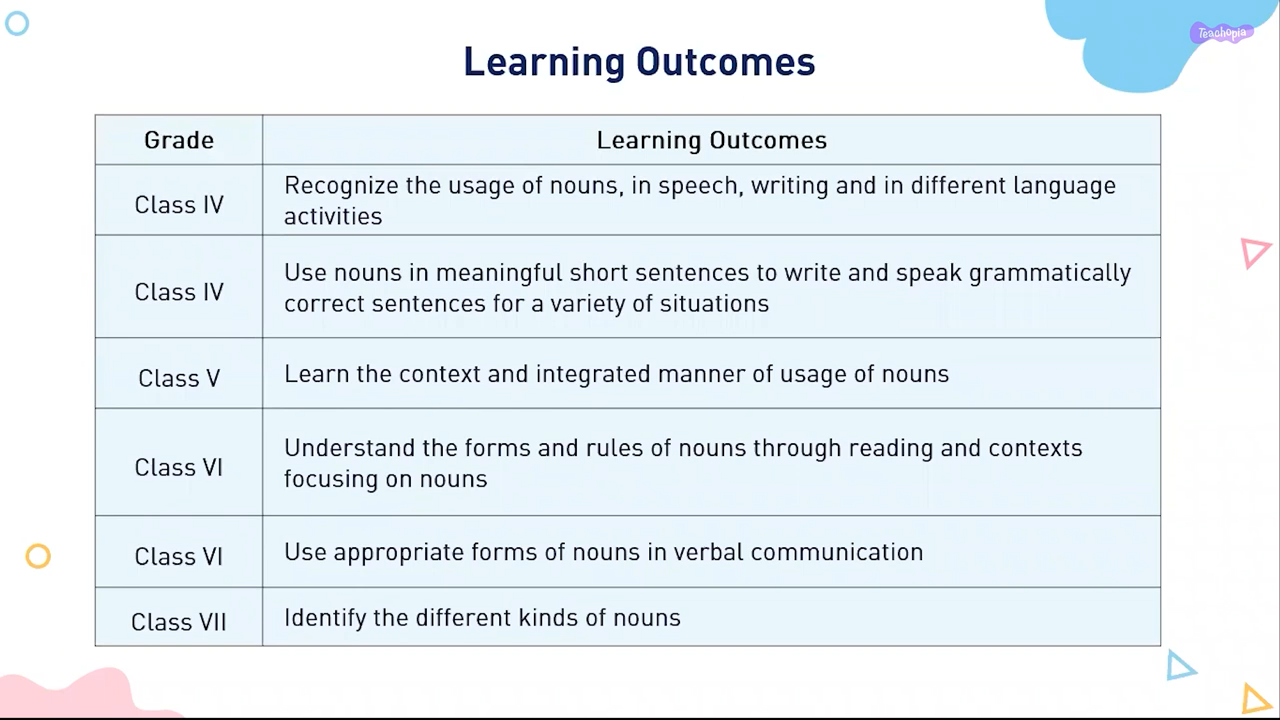 Teachopia
Learning Outcomes
Grade
Learning Outcomes
Class IV
Recognize the usage of nouns, in speech, writing and in different language
activities
Class IV
Use nouns in meaningful short sentences to write and speak grammatically
correct sentences for a variety of situations
Class V
Learn the context and integrated manner of usage of nouns
Class VI
Understand the forms and rules of nouns through reading and contexts
focusing on nouns
Class VI
Use appropriate forms of nouns in verbal communication
Class VII
Identify the different kinds of nouns